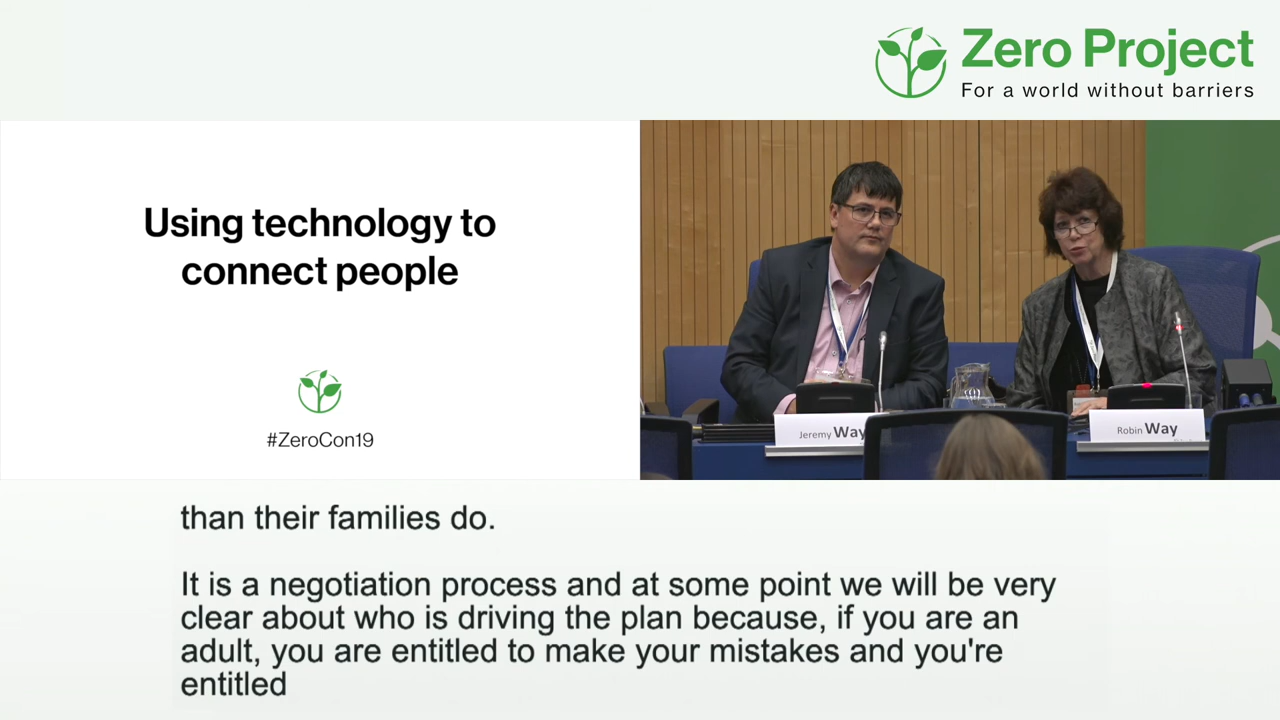 Zero Project
For a world without barriers
Using technology to
connect people
#ZeroCon19
Jeremy Way
Robin Way
than their families do.
It is a negotiation process and at some point we will be very
clear about who is driving the plan because, if you are an
adult, you are entitled to make your mistakes and you're
entitled